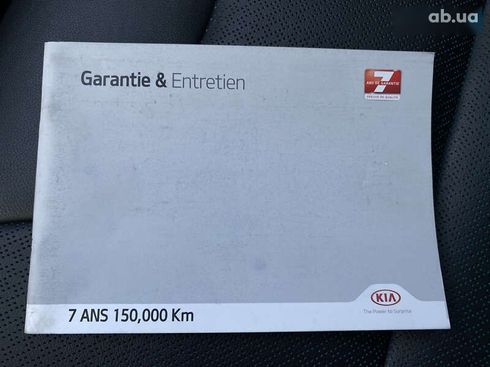 ab.ua
Garantie & Entretien
7
ANS DE GARANTIE
7 ANS 150,000 Km
KIA
The Power to Surprise